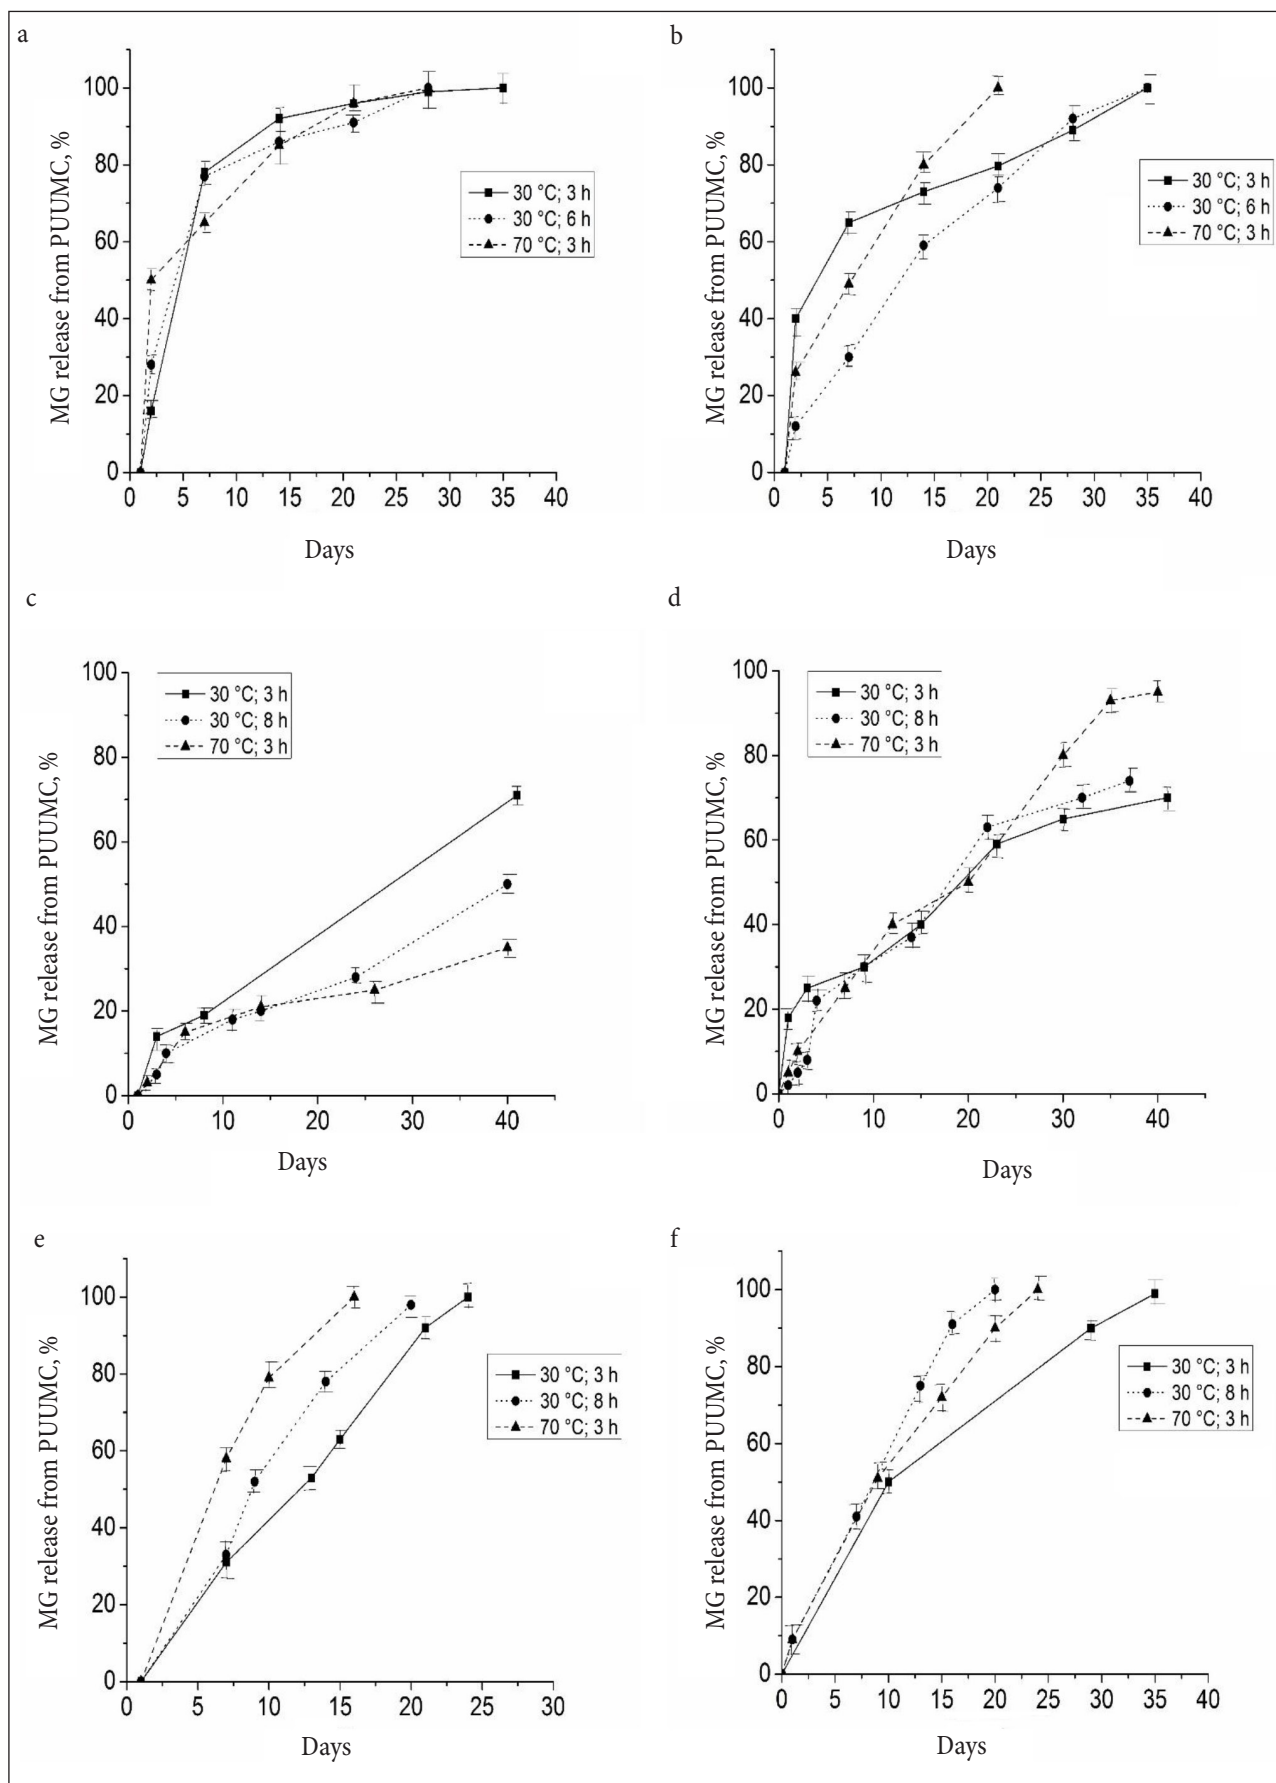 a
MG release from PUUMC, %
100
80
60
40
20
0
30 °C; 3 h
30 °C; 6 h
70 °C; 3 h
0 5 10 15 20 25 30 35 40
Days
b
MG release from PUUMC, %
100
80
60
40
20
0
30 °C; 3 h
30 °C; 6 h
70 °C; 3 h
0 5 10 15 20 25 30 35 40
Days
c
MG release from PUUMC, %
100
80
60
40
20
0
30 °C; 3 h
30 °C; 8 h
70 °C; 3 h
0 10 20 30 40
Days
d
MG release from PUUMC, %
100
80
60
40
20
0
30 °C; 3 h
30 °C; 8 h
70 °C; 3 h
0 10 20 30 40
Days
e
MG release from PUUMC, %
100
80
60
40
20
0
30 °C; 3 h
30 °C; 8 h
70 °C; 3 h
0 5 10 15 20 25 30
Days
f
MG release from PUUMC, %
100
80
60
40
20
0
30 °C; 3 h
30 °C; 8 h
70 °C; 3 h
0 5 10 15 20 25 30 35 40
Days